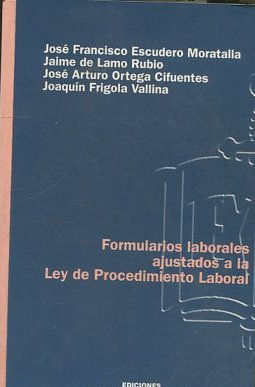 José Francisco Escudero Moratalla
Jaime de Lamo Rubio
José Arturo Ortega Cifuentes
Joaquín Frigola Vallina
Formularios laborales
ajustados a la
Ley de Procedimiento Laboral
EDICIONES